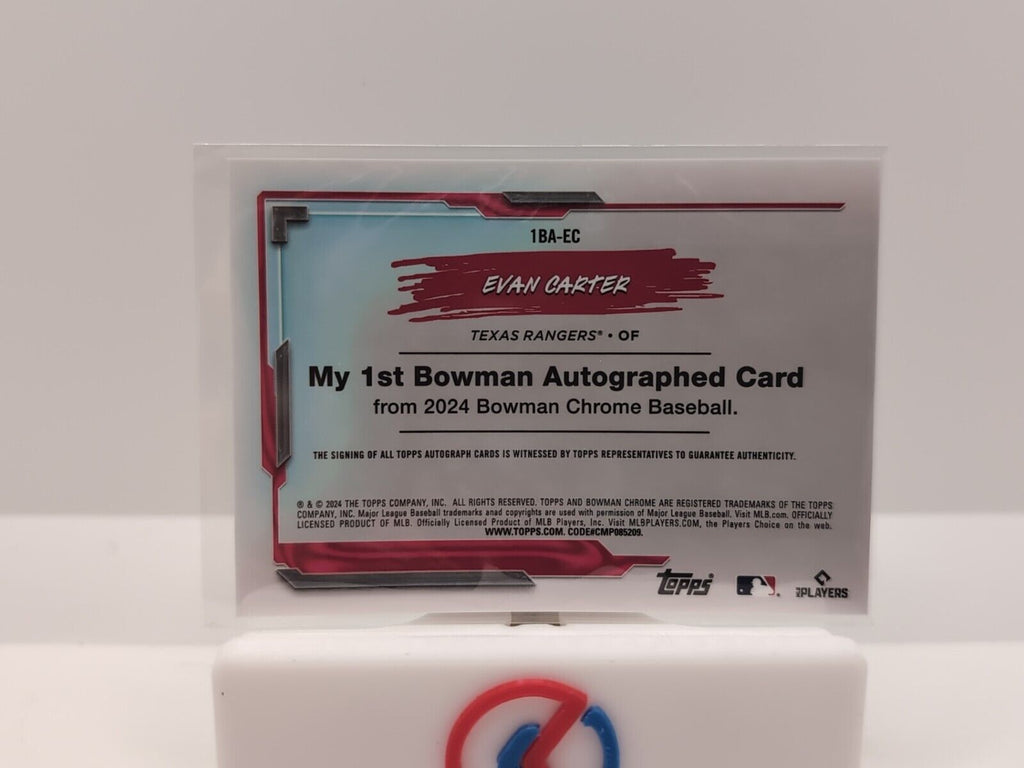 1BA-EC
EVAN CARTER
TEXAS RANGERS® • OF
My 1st Bowman Autographed Card
from 2024 Bowman Chrome Baseball.
THE SIGNING OF ALL TOPPS AUTOGRAPH CARDS IS WITNESSED BY TOPPS REPRESENTATIVES TO GUARANTEE AUTHENTICITY.
® & © 2024 THE TOPPS COMPANY, INC. ALL RIGHTS RESERVED. TOPPS AND BOWMAN CHROME ARE REGISTERED TRADEMARKS OF THE TOPPS
COMPANY, INC. Major League Baseball trademarks anad copyrights are used with permission of Major League Baseball. Visit MLB.com. OFFICIALLY
LICENSED PRODUCT OF MLB. Officially Licensed Product of MLB Players, Inc. Visit MLBPLAYERS.COM, the Players Choice on the web.
WWW.TOPPS.COM. CODE#CMP085209.
topps® PLAYERS